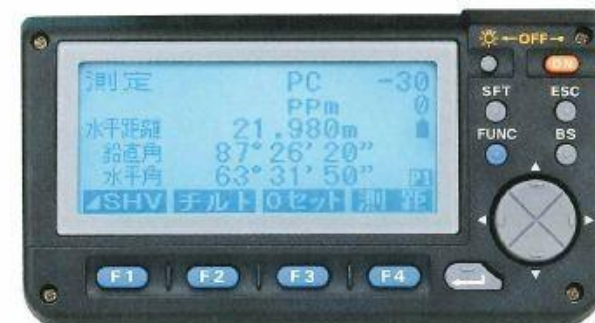 測定 PC -30
PPm 0
水平距離 21.980m
鉛直角 87°26'20"
水平角 63°31'50" P1
◢SHV チルト 0セット 測 距
F1 F2 F3 F4
←OFF→
ON
SFT ESC
FUNC BS